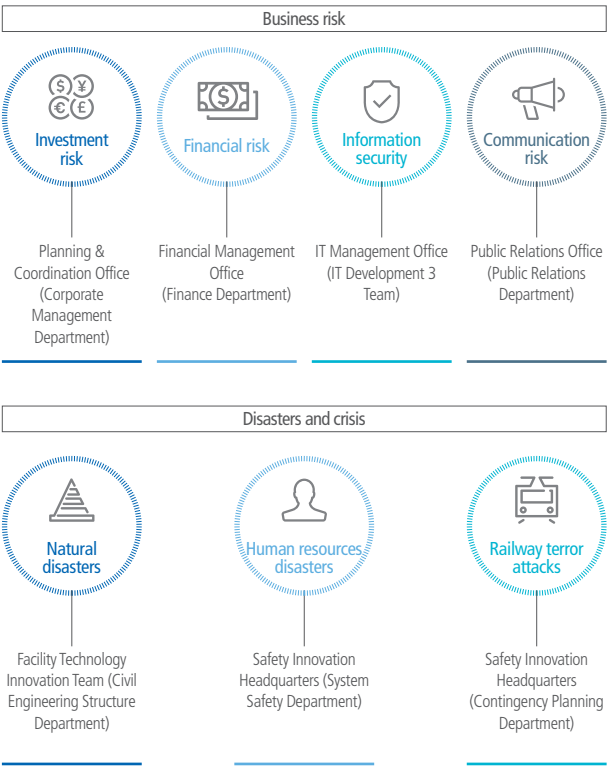 Business risk
Investment
risk
Financial risk
Information
security
Communication
risk
Planning &
Coordination Office
(Corporate
Management
Department)
Financial Management
Office
(Finance Department)
IT Management Office
(IT Development 3
Team)
Public Relations Office
(Public Relations
Department)
Disasters and crisis
Natural
disasters
Human resources
disasters
Railway terror
attacks
Facility Technology
Innovation Team (Civil
Engineering Structure
Department)
Safety Innovation
Headquarters (System
Safety Department)
Safety Innovation
Headquarters
(Contingency Planning
Department)